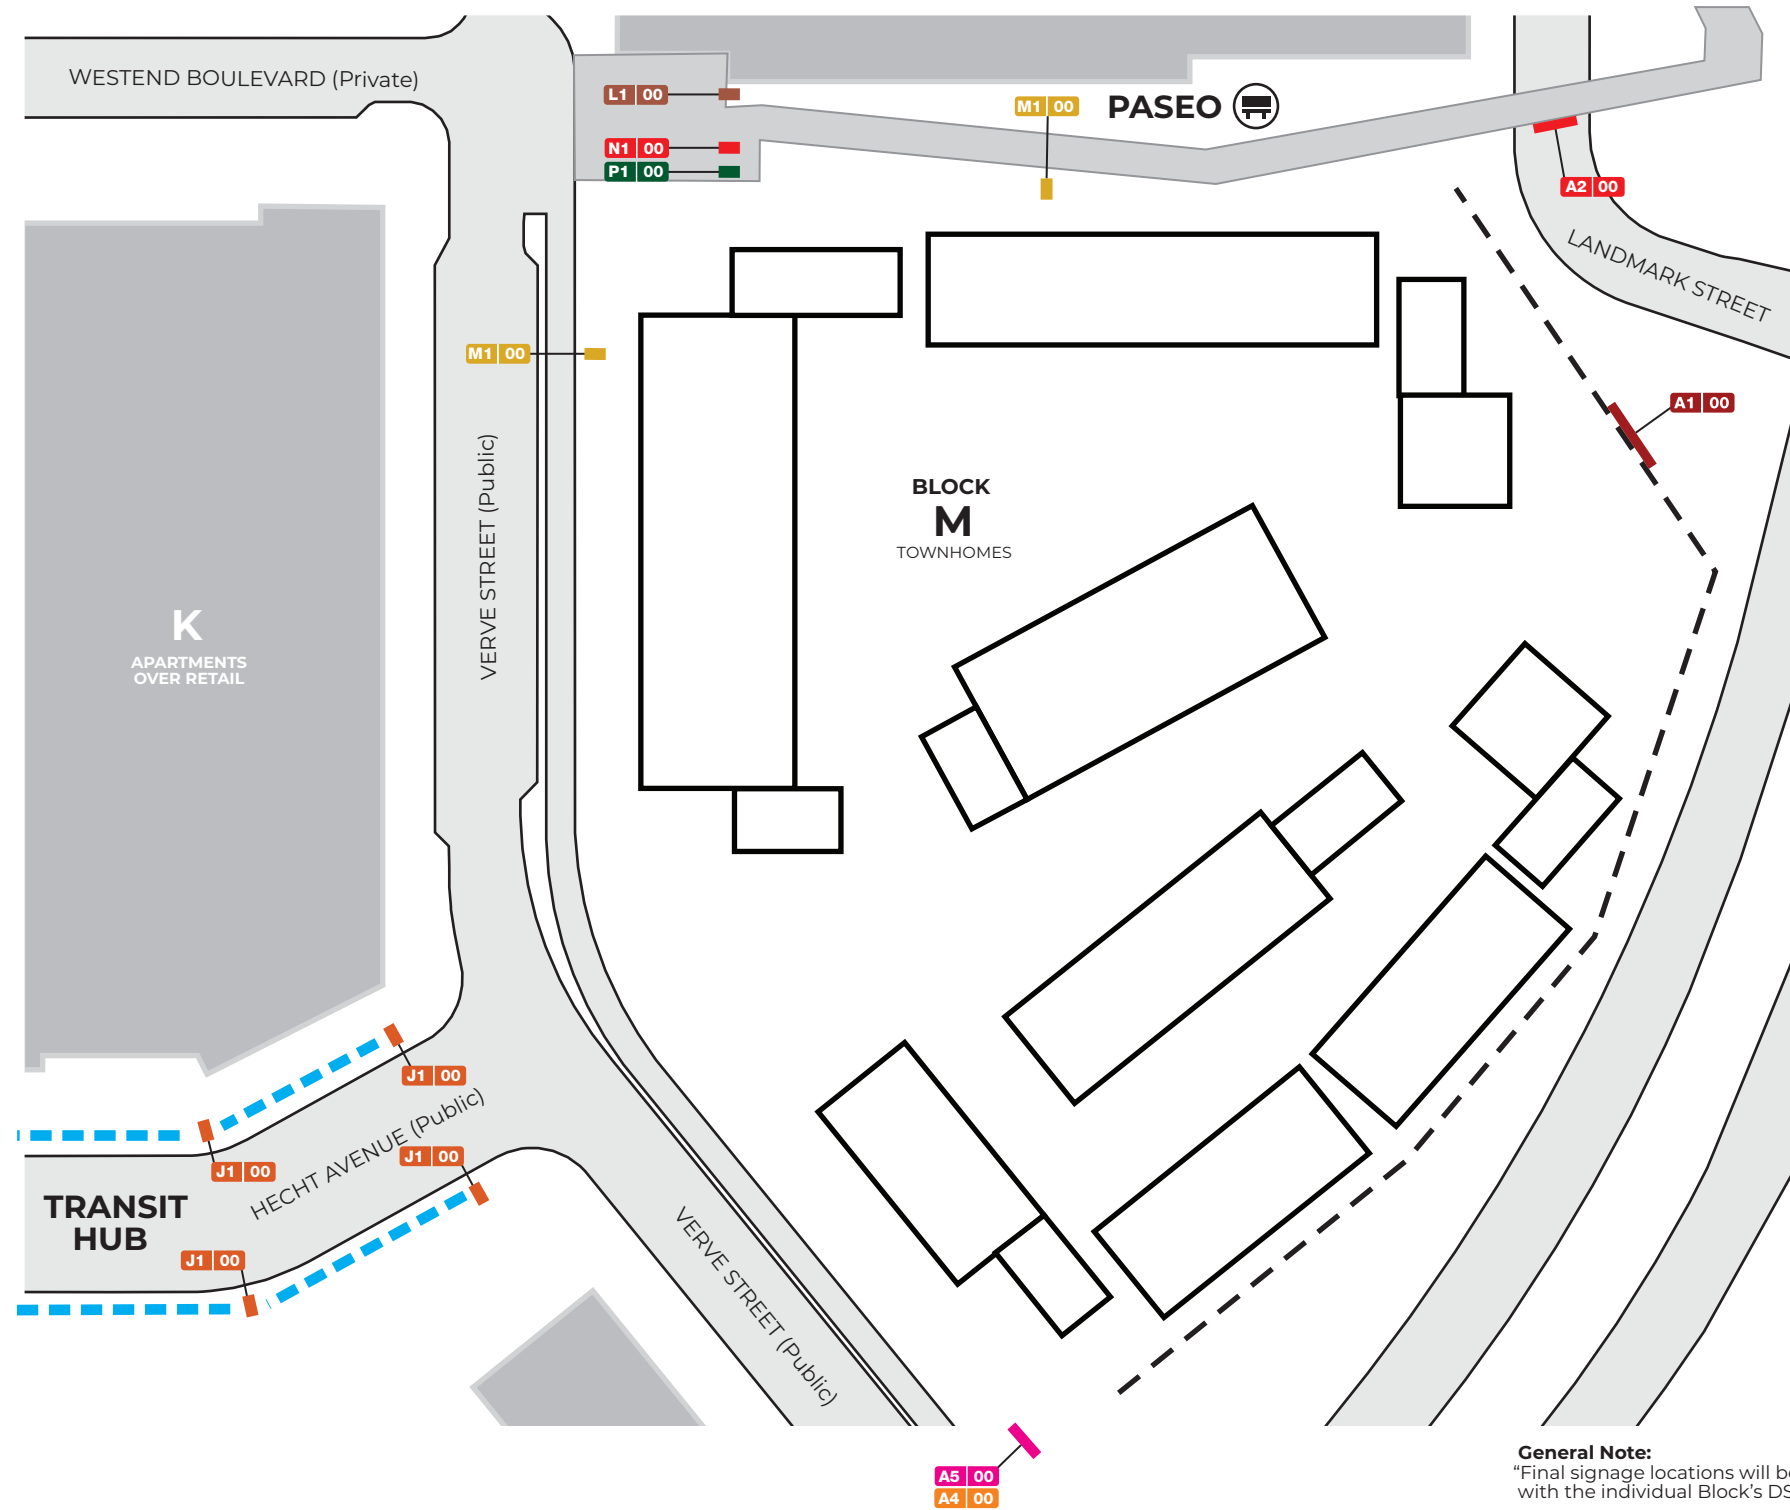 WESTEND BOULEVARD (Private)
L1 00
M1 00
PASEO
N1 00
P1 00
A2 00
LANDMARK STREET
M1 00
A1 00
VERVE STREET (Public)
BLOCK
M
TOWNHOMES
K
APARTMENTS
OVER RETAIL
J1 00
HECHT AVENUE (Public)
J1 00
J1 00
TRANSIT
HUB
J1 00
VERVE STREET (Public)
A5 00
A4 00
General Note:
“Final signage locations will
with the individual Block’s